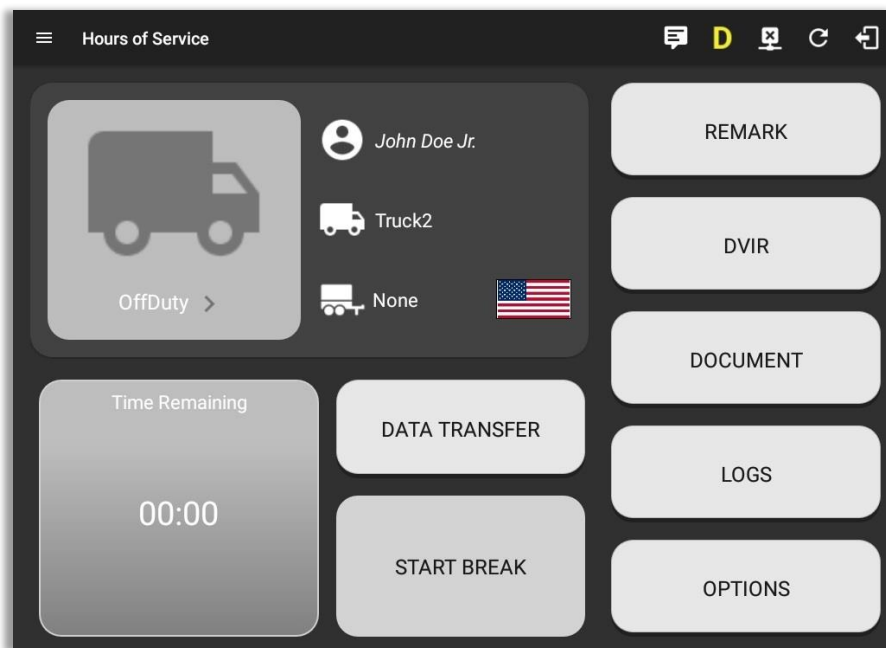 Hours of Service
D
John Doe Jr.
Truck2
None
OffDuty
REMARK
DVIR
DOCUMENT
LOGS
OPTIONS
Time Remaining
00:00
DATA TRANSFER
START BREAK